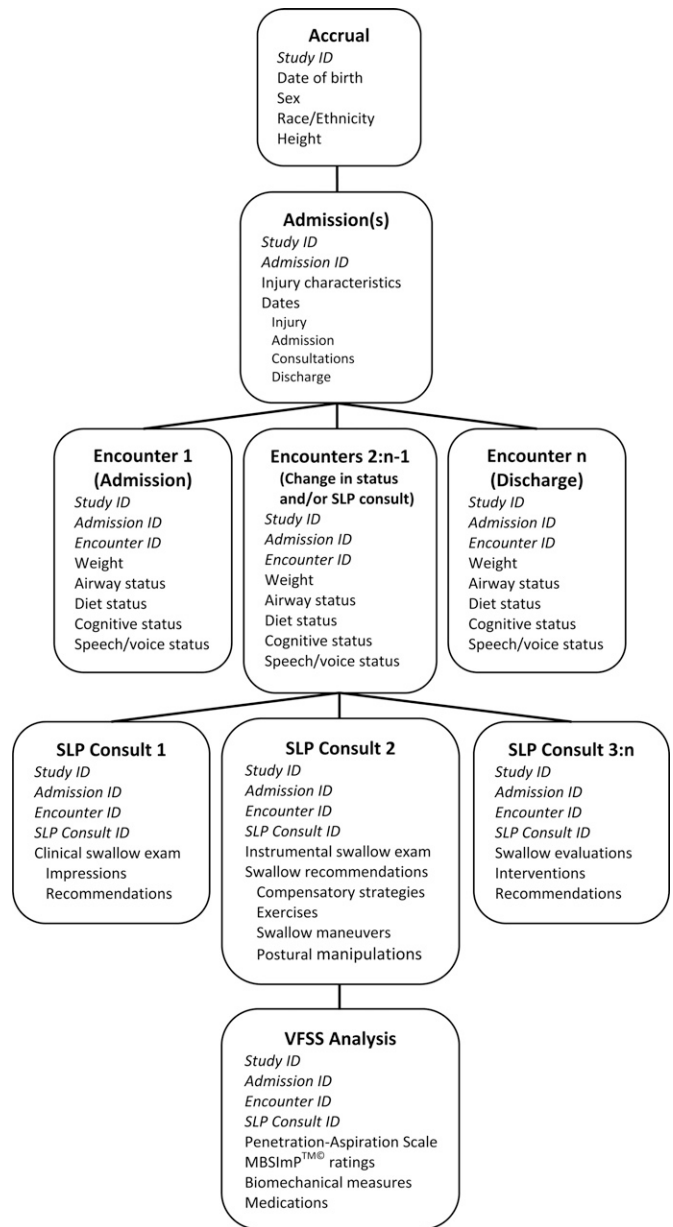 Accrual
Study ID
Date of birth
Sex
Race/Ethnicity
Height
Admission(s)
Study ID
Admission ID
Injury characteristics
Dates
Injury
Admission
Consultations
Discharge
Encounter 1
(Admission)
Study ID
Admission ID
Encounter ID
Weight
Airway status
Diet status
Cognitive status
Speech/voice status
Encounters 2:n-1
(Change in status
and/or SLP consult)
Study ID
Admission ID
Encounter ID
Weight
Airway status
Diet status
Cognitive status
Speech/voice status
Encounter n
(Discharge)
Study ID
Admission ID
Encounter ID
Weight
Airway status
Diet status
Cognitive status
Speech/voice status
SLP Consult 1
Study ID
Admission ID
Encounter ID
SLP Consult ID
Clinical swallow exam
Impressions
Recommendations
SLP Consult 2
Study ID
Admission ID
Encounter ID
SLP Consult ID
Instrumental swallow exam
Swallow recommendations
Compensatory strategies
Exercises
Swallow maneuvers
Postural manipulations
SLP Consult 3:n
Study ID
Admission ID
Encounter ID
SLP Consult ID
Swallow evaluations
Interventions
Recommendations
VFSS Analysis
Study ID
Admission ID
Encounter ID
SLP Consult ID
Penetration-Aspiration Scale
MBSImP™© ratings
Biomechanical measures
Medications